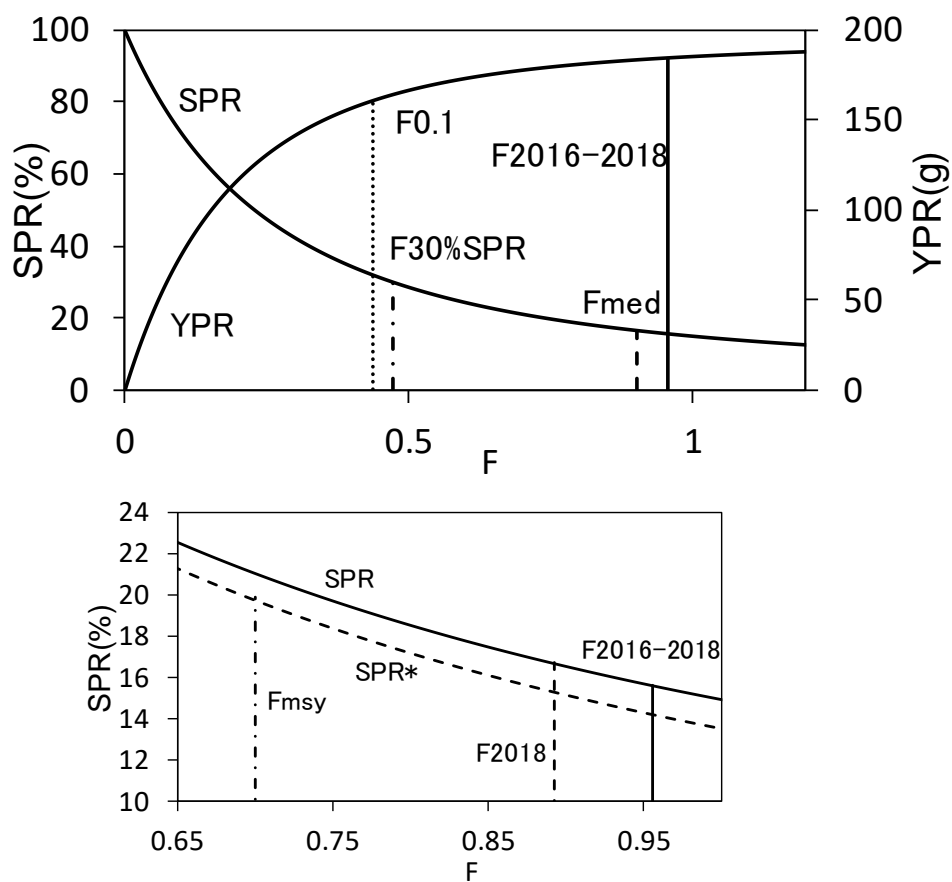 100
80
60
40
20
0
SPR(%)
200
150
100
50
0
YPR(g)
SPR
YPR
F0.1
F2016-2018
F30%SPR
Fmed
0
0.5
1
F
24
22
20
18
16
14
12
10
SPR(%)
SPR
SPR*
F2016-2018
Fmsy
F2018
0.65
0.75
0.85
0.95
F